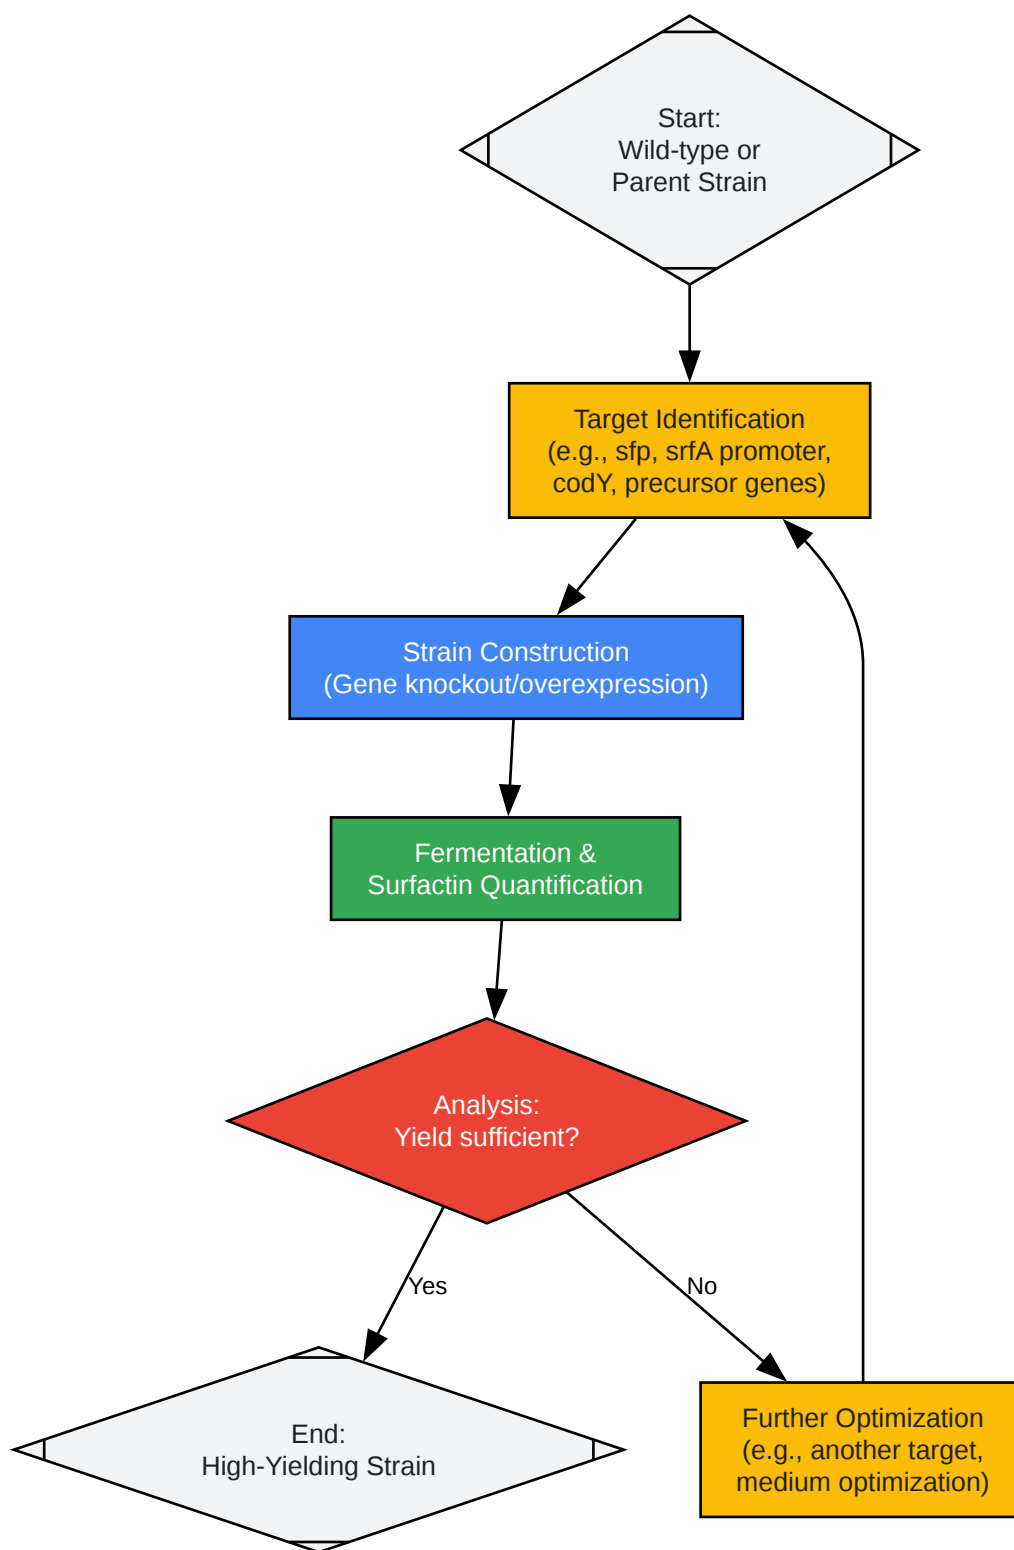 Start:
Wild-type or
Parent Strain
Target Identification
(e.g., sfp, srfA promoter,
codY, precursor genes)
Strain Construction
(Gene knockout/overexpression)
Fermentation &
Surfactin Quantification
Analysis:
Yield sufficient?
Yes
No
End:
High-Yielding Strain
Further Optimization
(e.g., another target,
medium optimization)